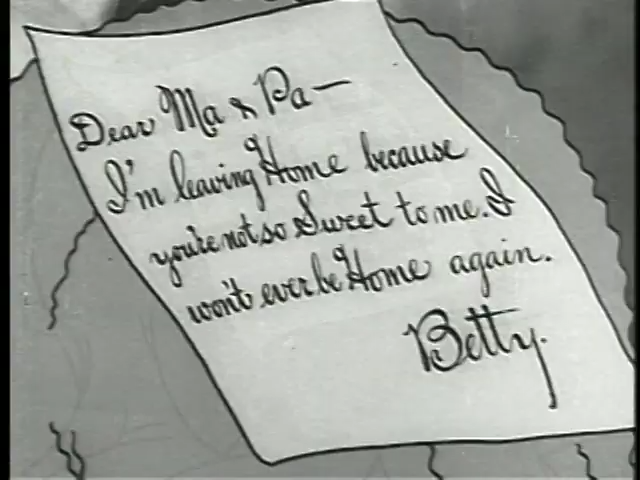 Dear Ma & Pa—
I'm leaving Home because
you're not so Sweet to me. I
won't ever be Home again.
Betty.